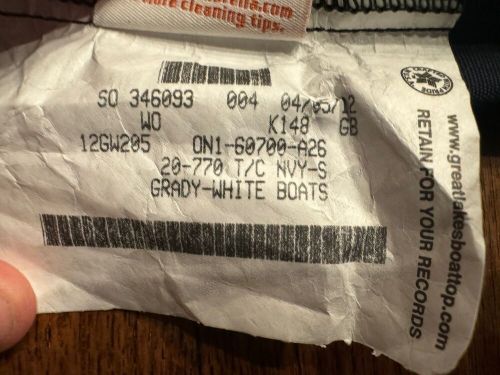 more cleaning tips.
SO 346093 004 04/05/12
WO K148 GB
12GW205 ON1-60700-A26
20-770 T/C NVY-S
GRADY-WHITE BOATS
www.greatlakesboattop.com
RETAIN FOR YOUR RECORDS